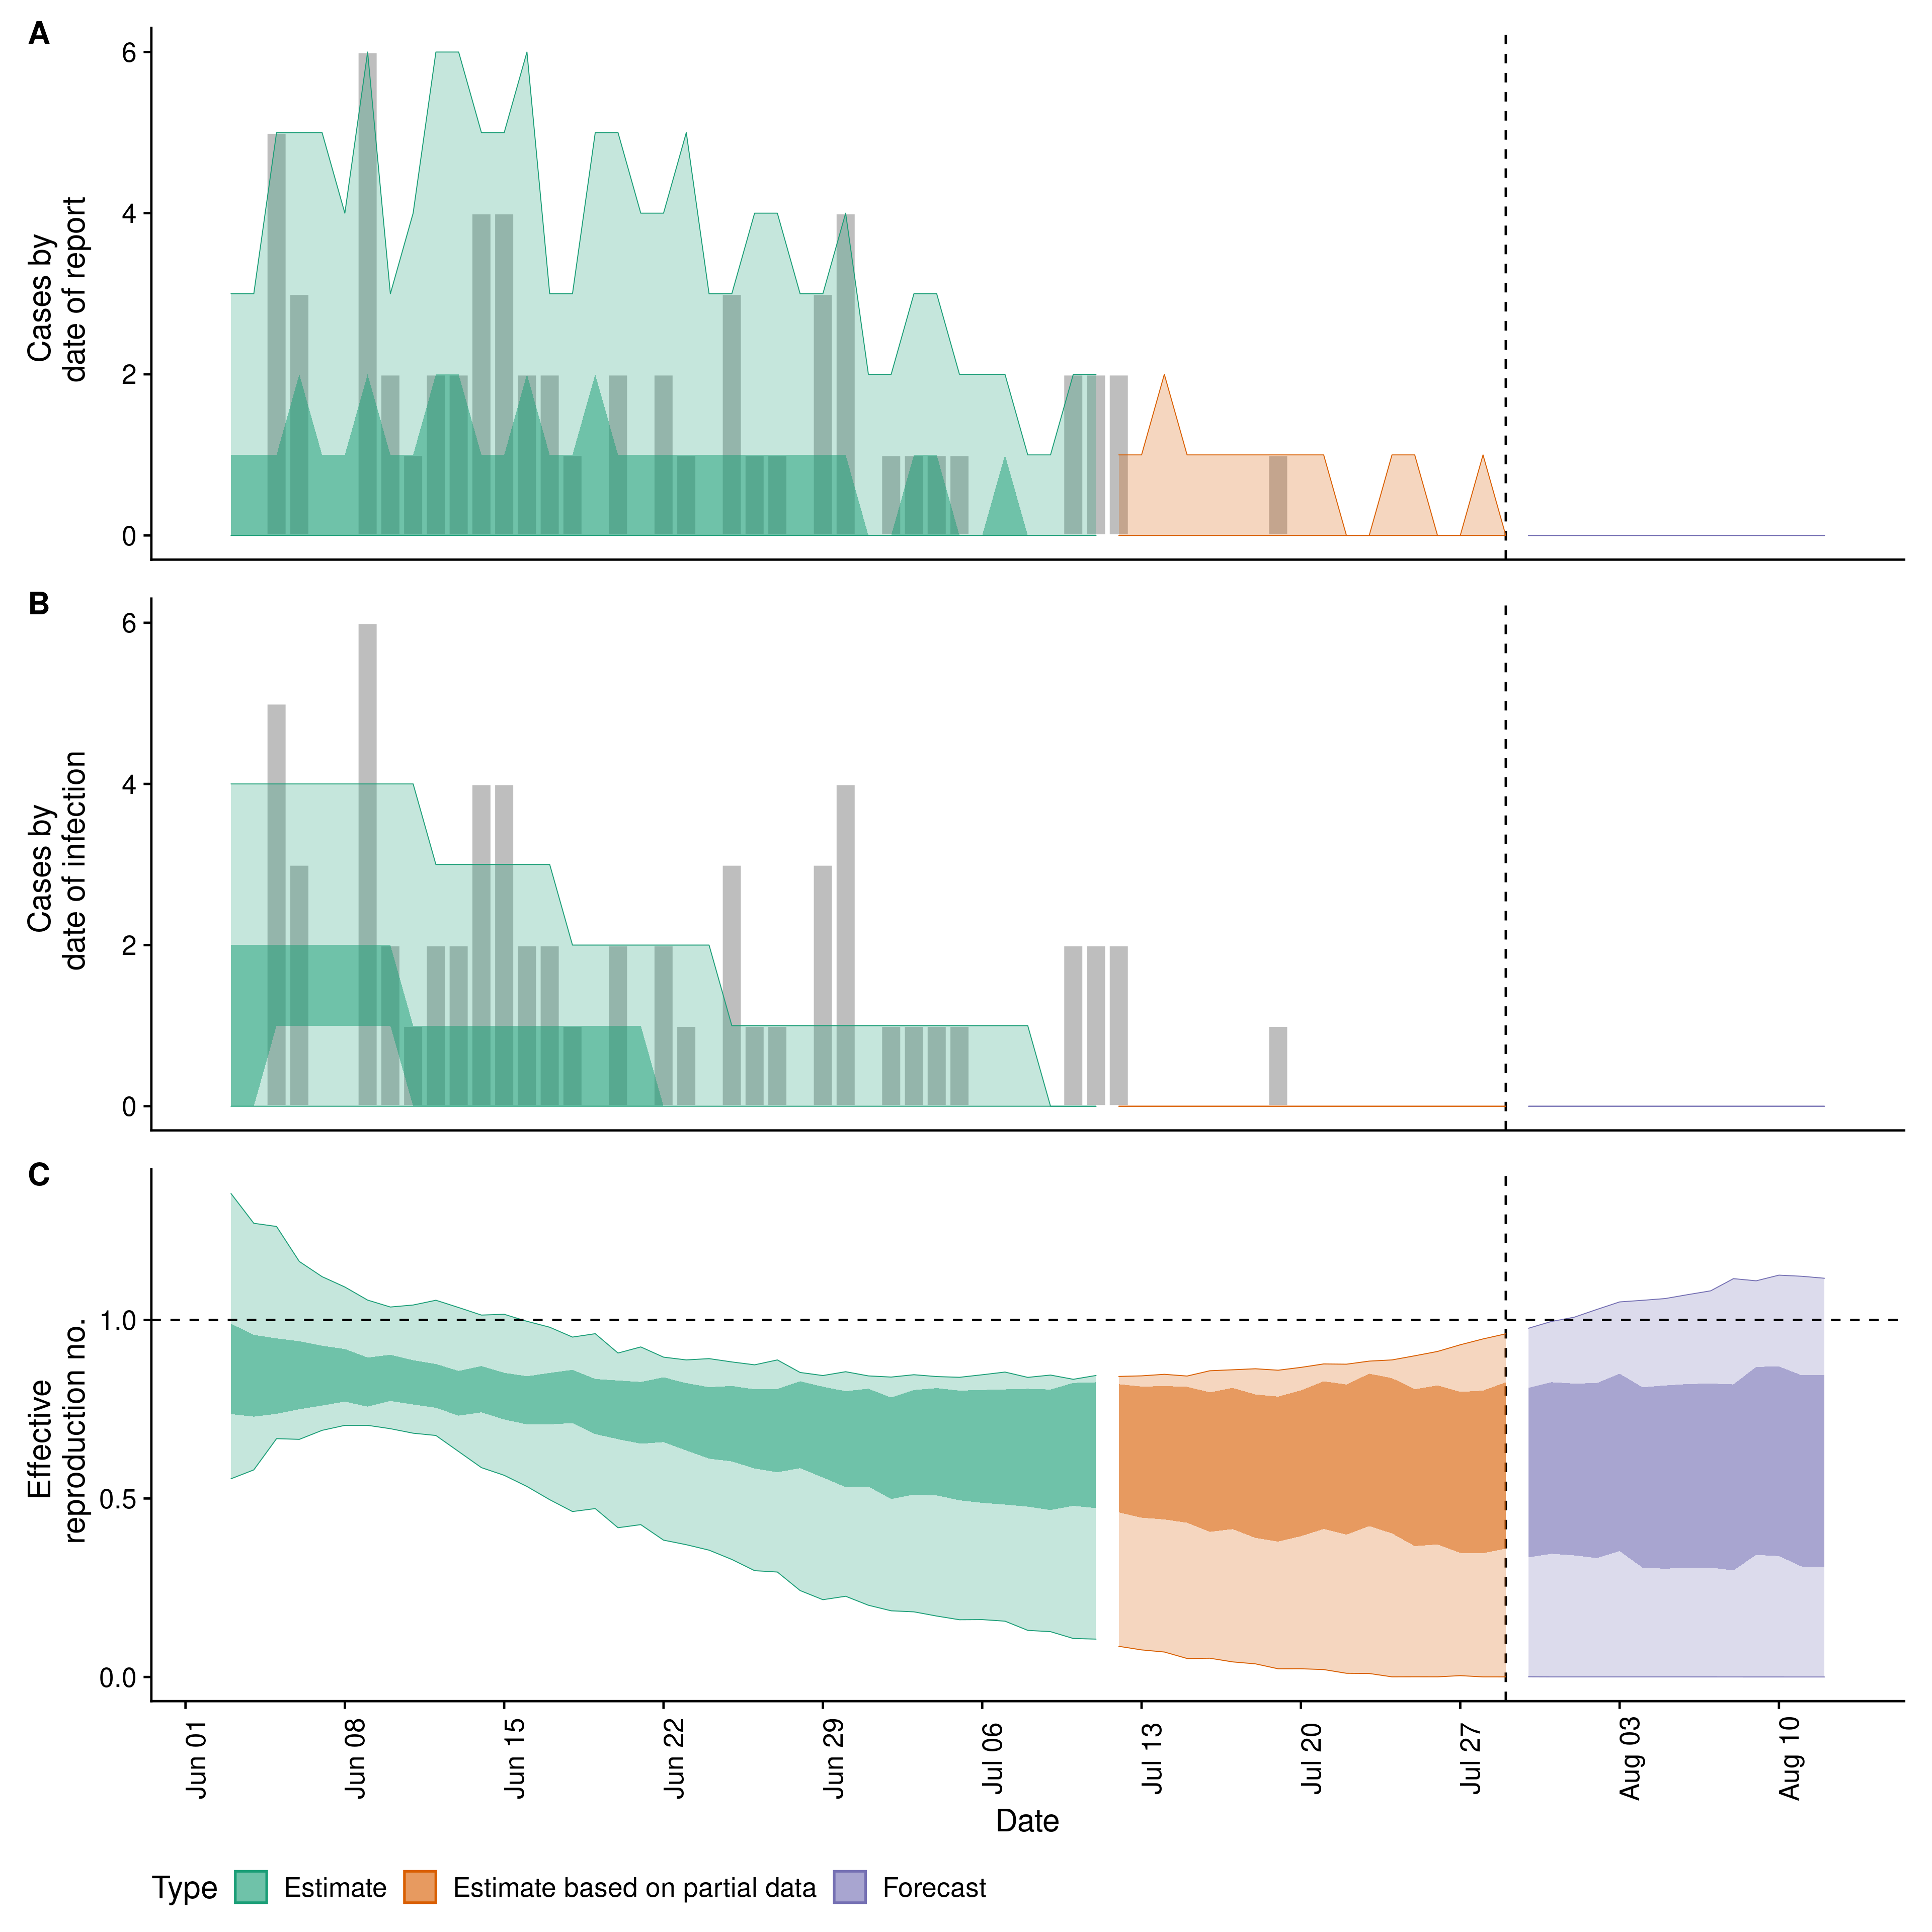 A
6
4
2
0
Cases by
date of report
B
6
4
2
0
Cases by
date of infection
C
1.0
0.5
0.0
Effective
reproduction no.
Jun 01
Jun 08
Jun 15
Jun 22
Jun 29
Jul 06
Jul 13
Jul 20
Jul 27
Aug 03
Aug 10
Date
Type Estimate Estimate based on partial data Forecast